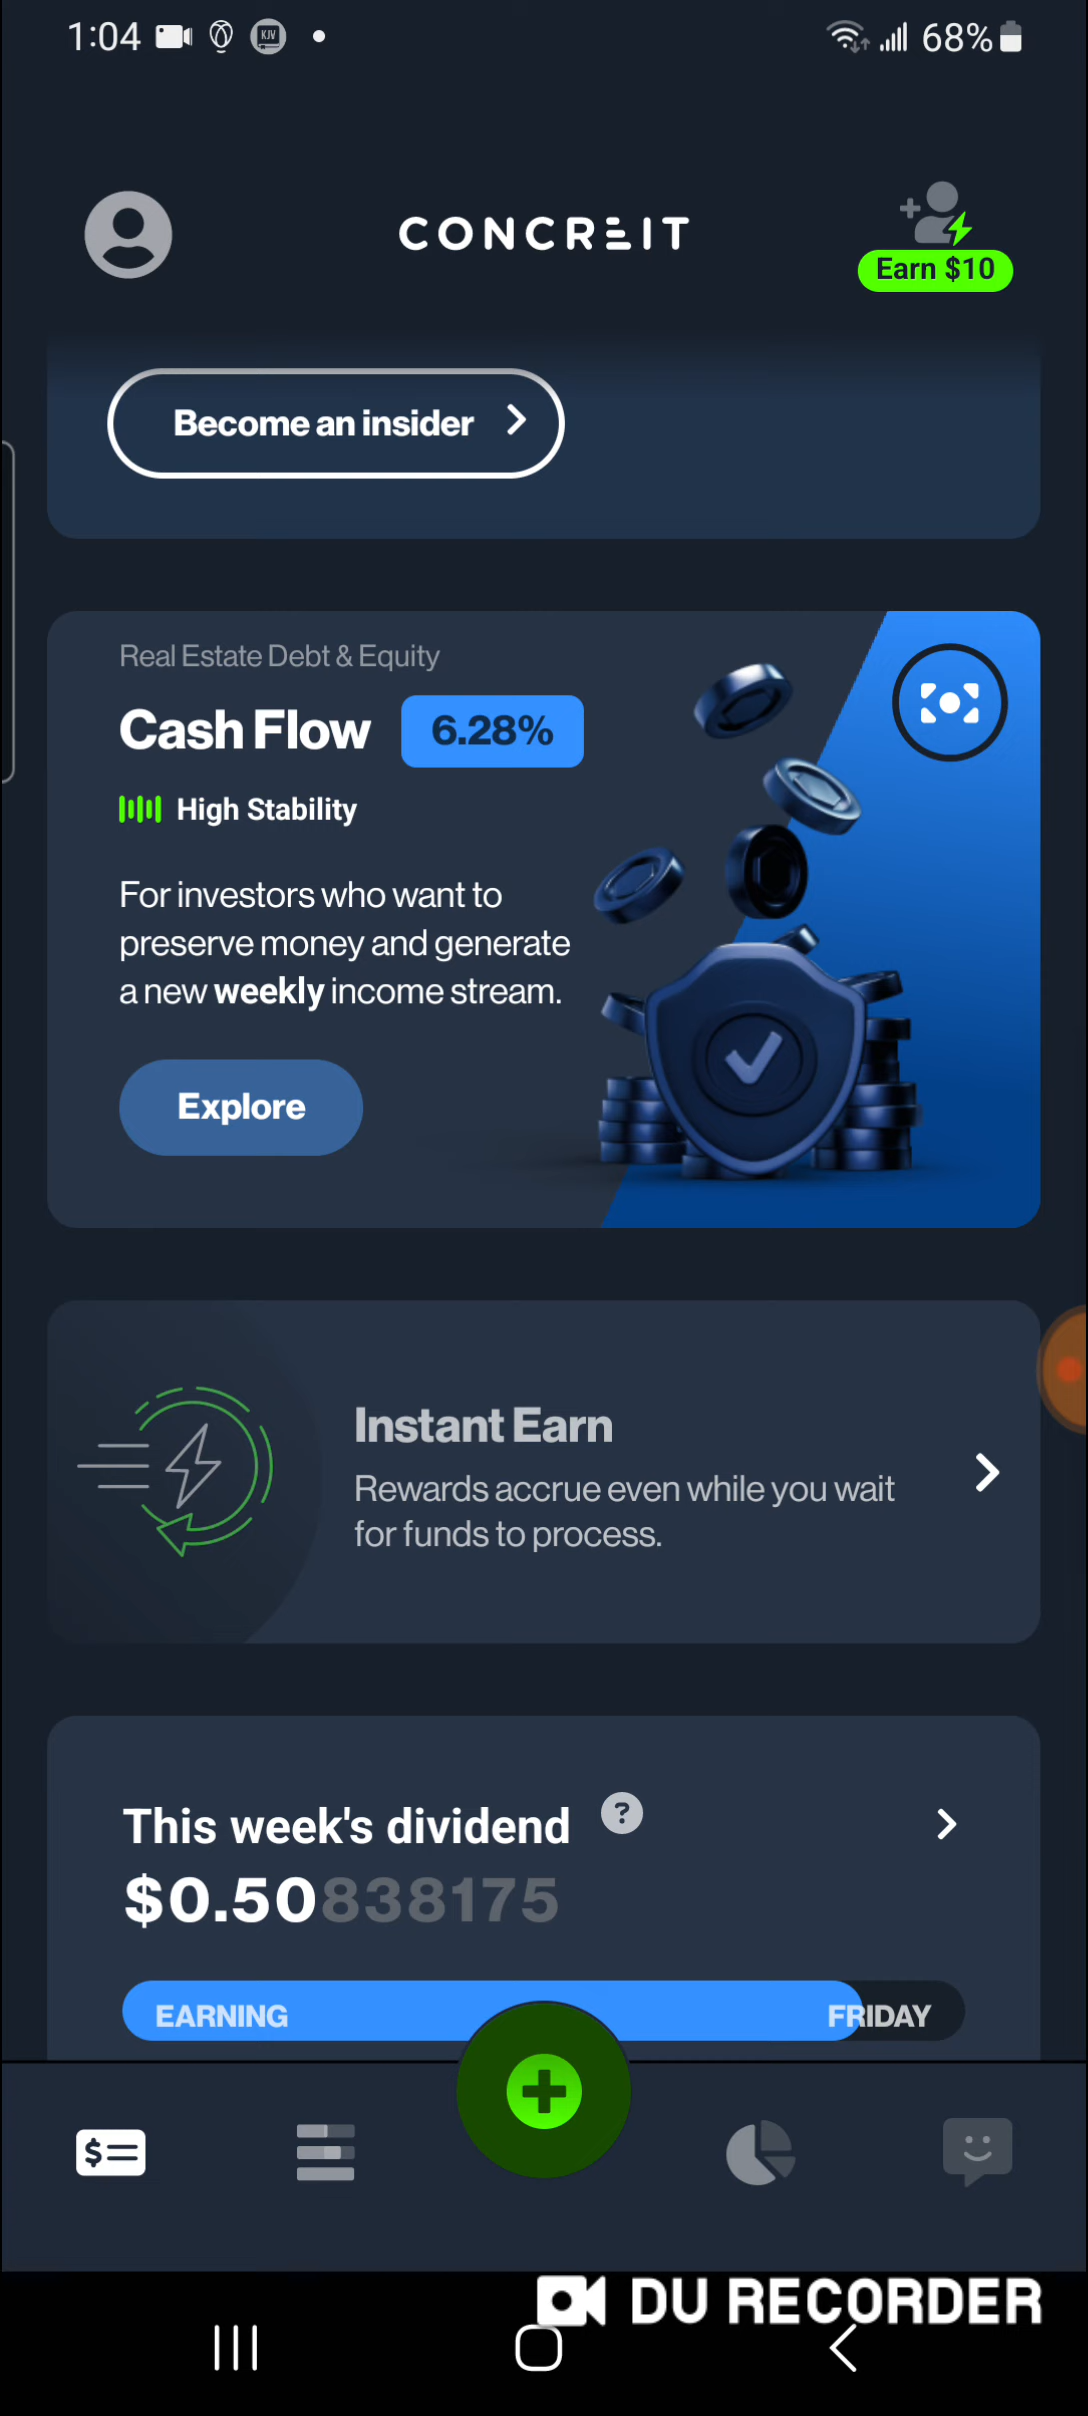 1:04 KJV 68%
CONCREIT
Earn $10
Become an insider
Real Estate Debt & Equity
Cash Flow 6.28%
High Stability
For investors who want to
preserve money and generate
a new weekly income stream.
Explore
Instant Earn
Rewards accrue even while you wait
for funds to process.
This week's dividend ?
$0.50838175
EARNING FRIDAY
$
DU RECORDER